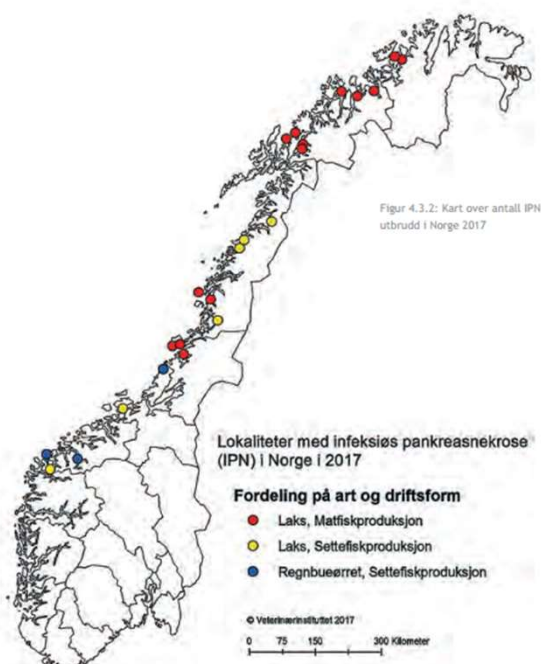 Figur 4.3.2: Kart over antall IPN
utbrudd i Norge 2017
Lokaliteter med infeksiøs pankreasnekrose
(IPN) i Norge i 2017
Fordeling på art og driftsform
Laks, Matfiskproduksjon
Laks, Settefiskproduksjon
Regnbueørret, Settefiskproduksjon
© Veterinærinstituttet 2017
0 75 150 300 Kilometer